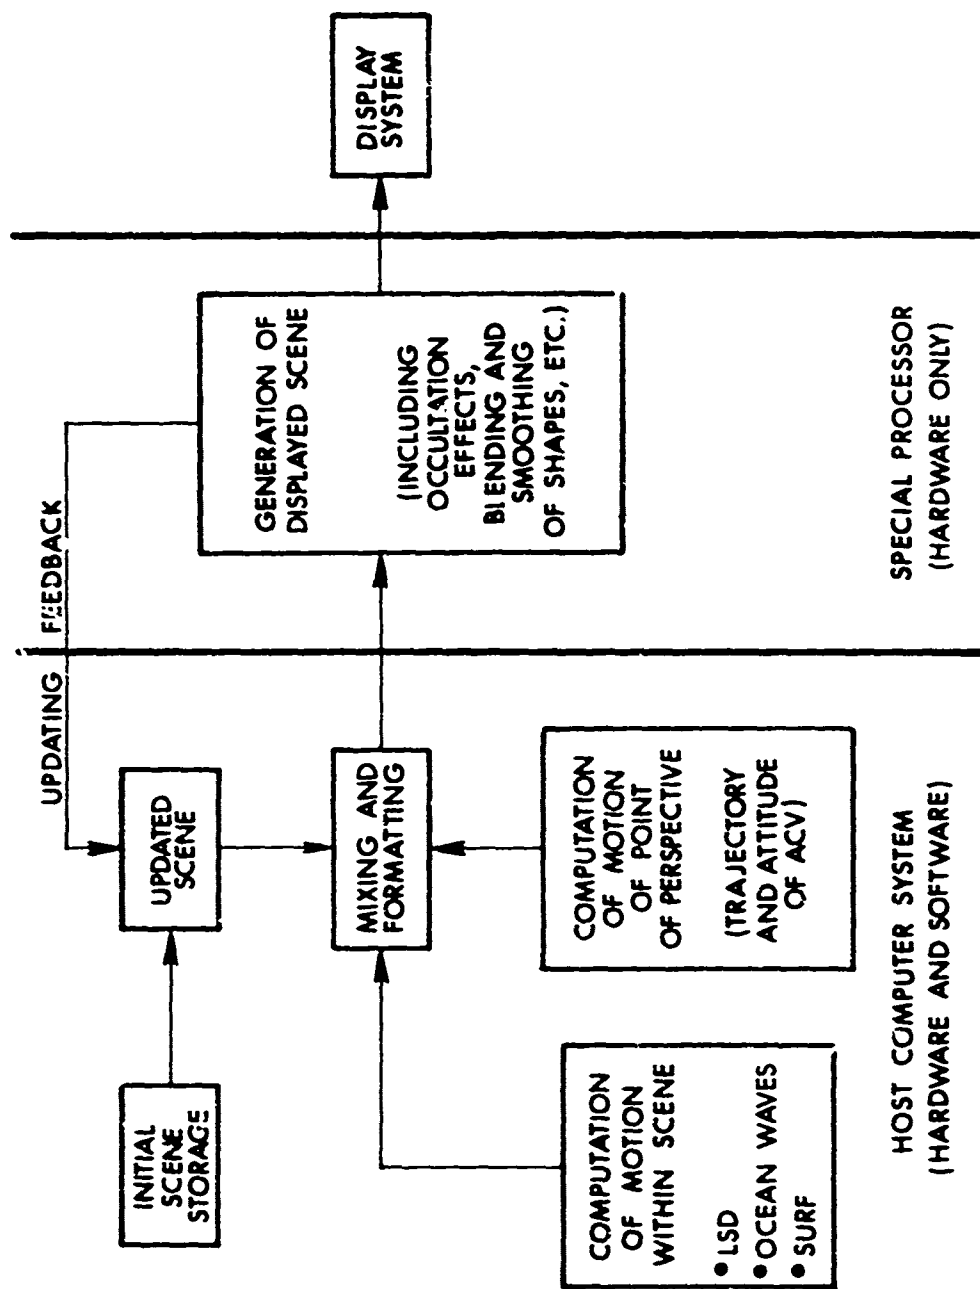 INITIAL
SCENE
STORAGE
UPDATED
SCENE
UPDATING FEEDBACK
COMPUTATION
OF MOTION
WITHIN SCENE
• LSD
• OCEAN WAVES
• SURF
MIXING AND
FORMATTING
COMPUTATION
OF MOTION
OF POINT
OF PERSPECTIVE
(TRAJECTORY
AND ATTITUDE
OF ACV)
HOST COMPUTER SYSTEM
(HARDWARE AND SOFTWARE)
GENERATION OF
DISPLAYED SCENE
(INCLUDING
OCCULTATION
EFFECTS,
BLENDING AND
SMOOTHING
OF SHAPES, ETC.)
SPECIAL PROCESSOR
(HARDWARE ONLY)
DISPLAY
SYSTEM